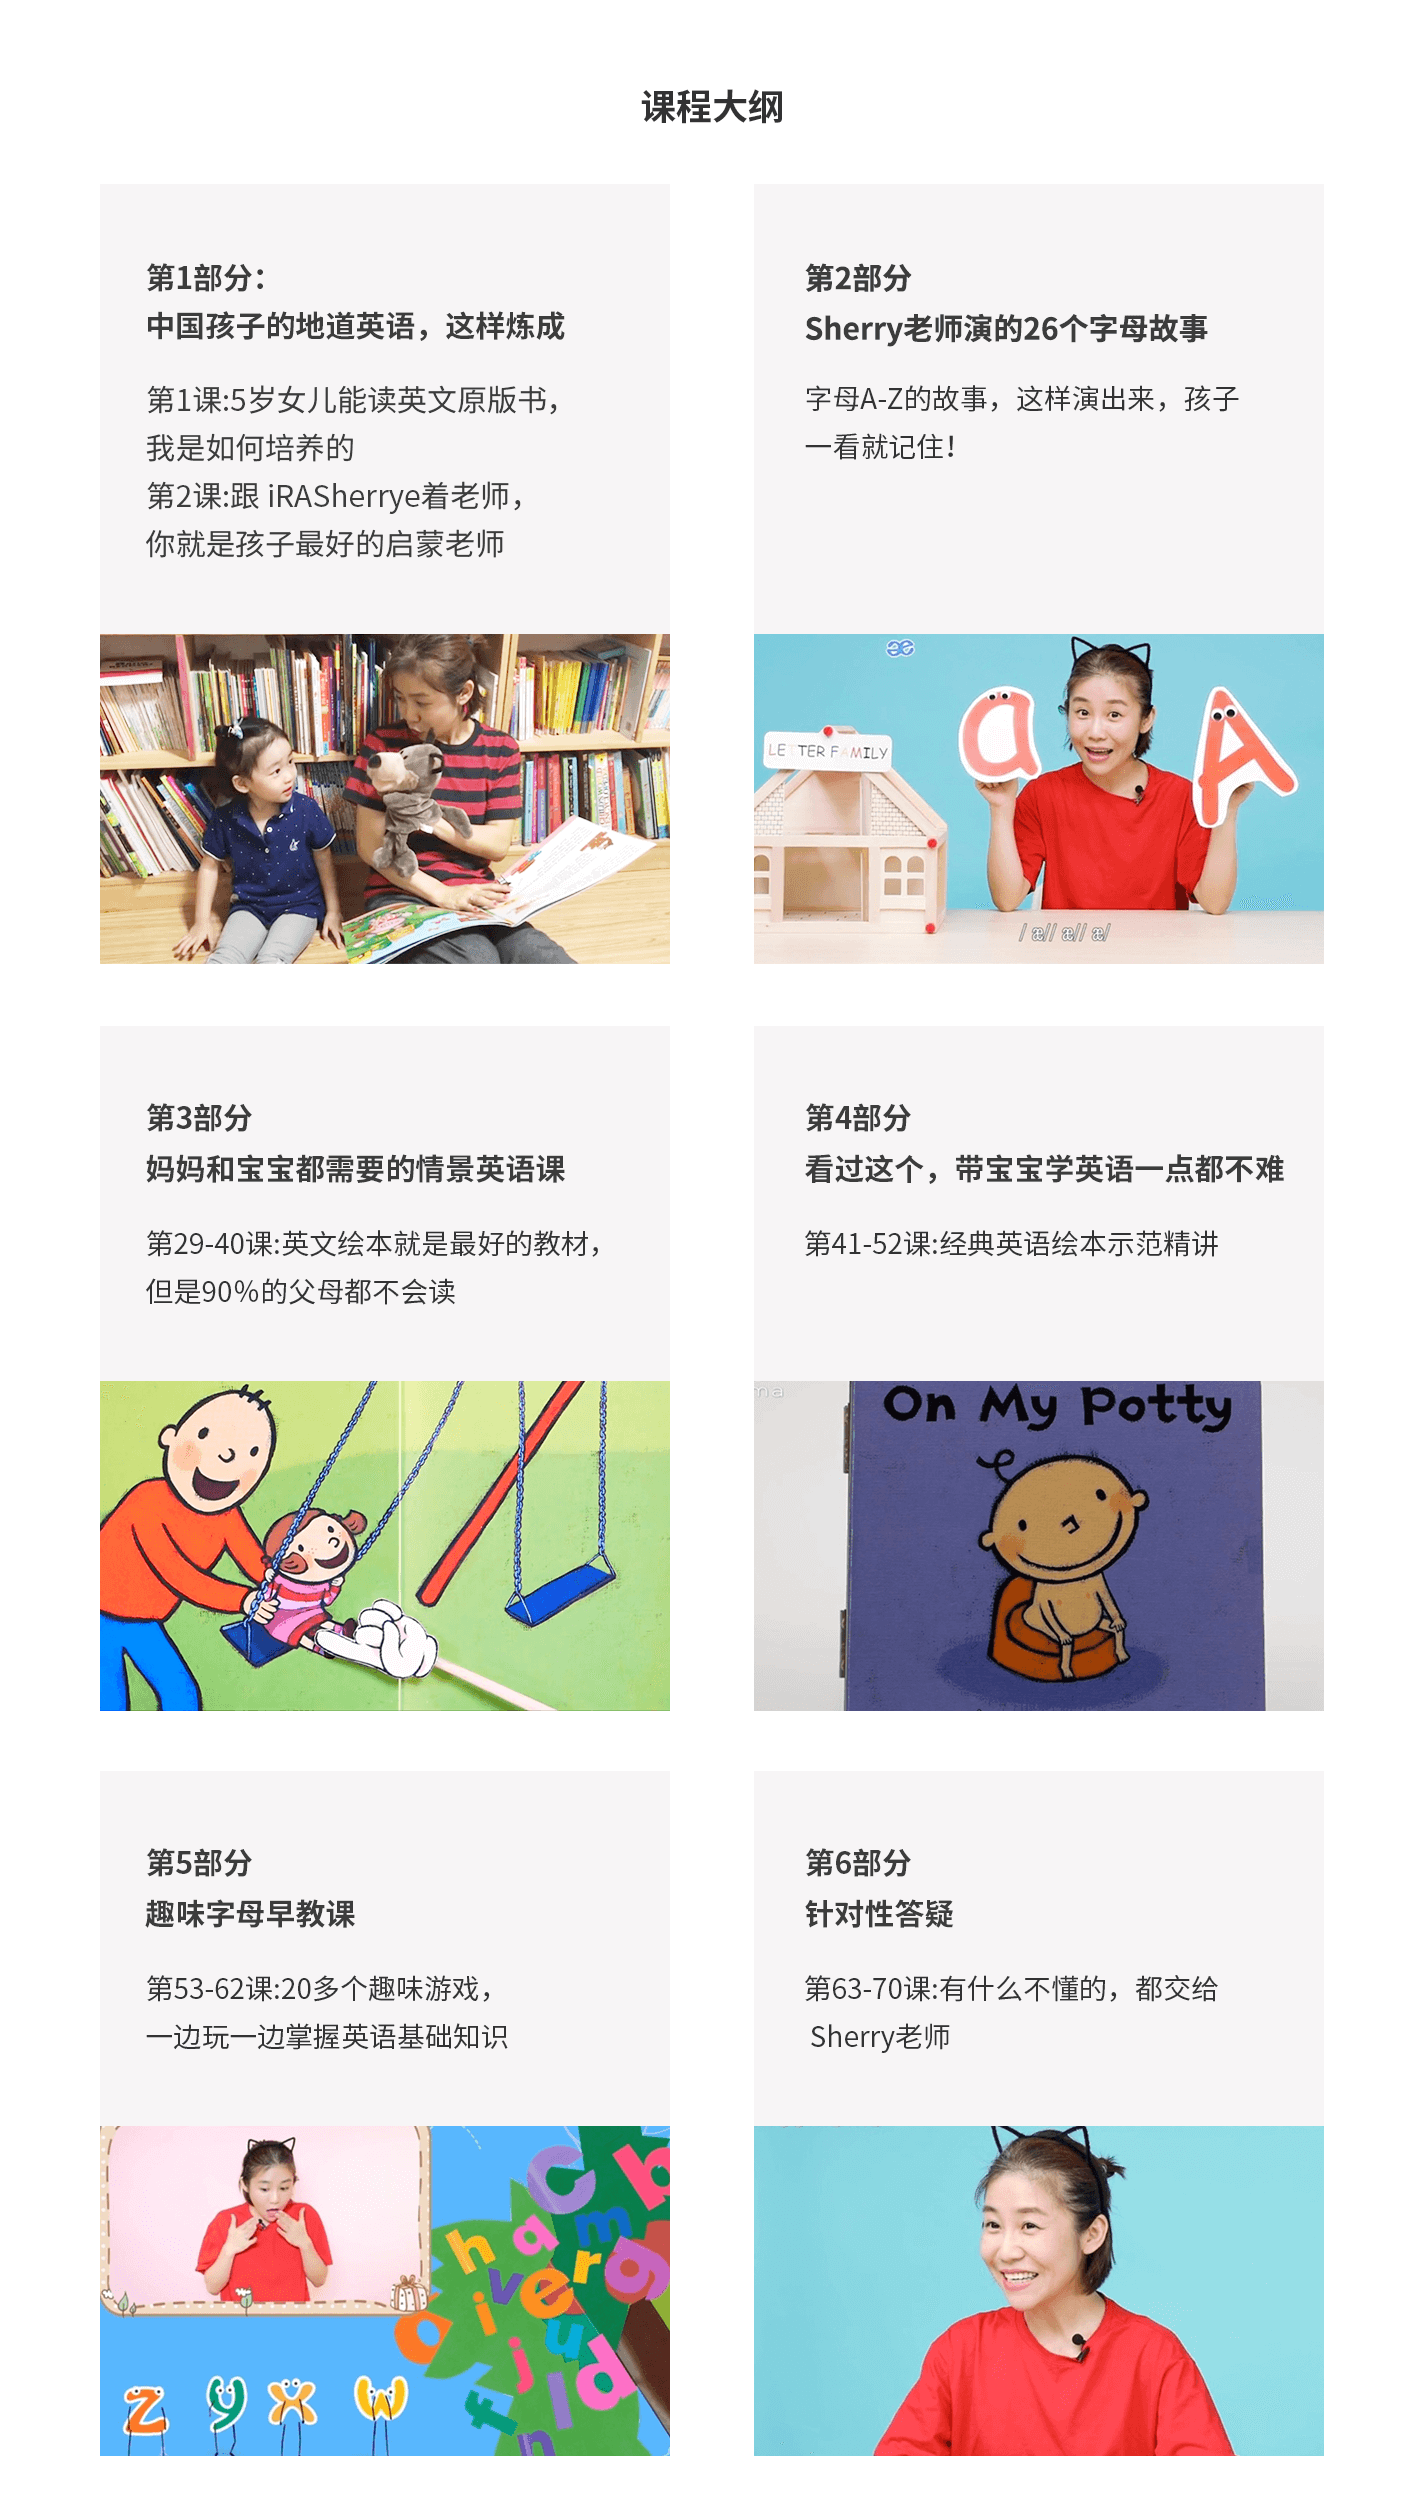 课程大纲
第1部分：
中国孩子的地道英语，这样炼成
第1课:5岁女儿能读英文原版书，
我是如何培养的
第2课:跟 iRASherrye着老师，
你就是孩子最好的启蒙老师
第2部分
Sherry老师演的26个字母故事
字母A-Z的故事，这样演出来，孩子
一看就记住！
æ
a A
LETTER FAMILY
/ æ// æ// æ/
第3部分
妈妈和宝宝都需要的情景英语课
第29-40课:英文绘本就是最好的教材，
但是90%的父母都不会读
第4部分
看过这个，带宝宝学英语一点都不难
第41-52课:经典英语绘本示范精讲
ma
On My Potty
第5部分
趣味字母早教课
第53-62课:20多个趣味游戏，
一边玩一边掌握英语基础知识
第6部分
针对性答疑
第63-70课:有什么不懂的，都交给
Sherry老师
c b
h a m
i v e r g
a j u d
f l n
z y x w